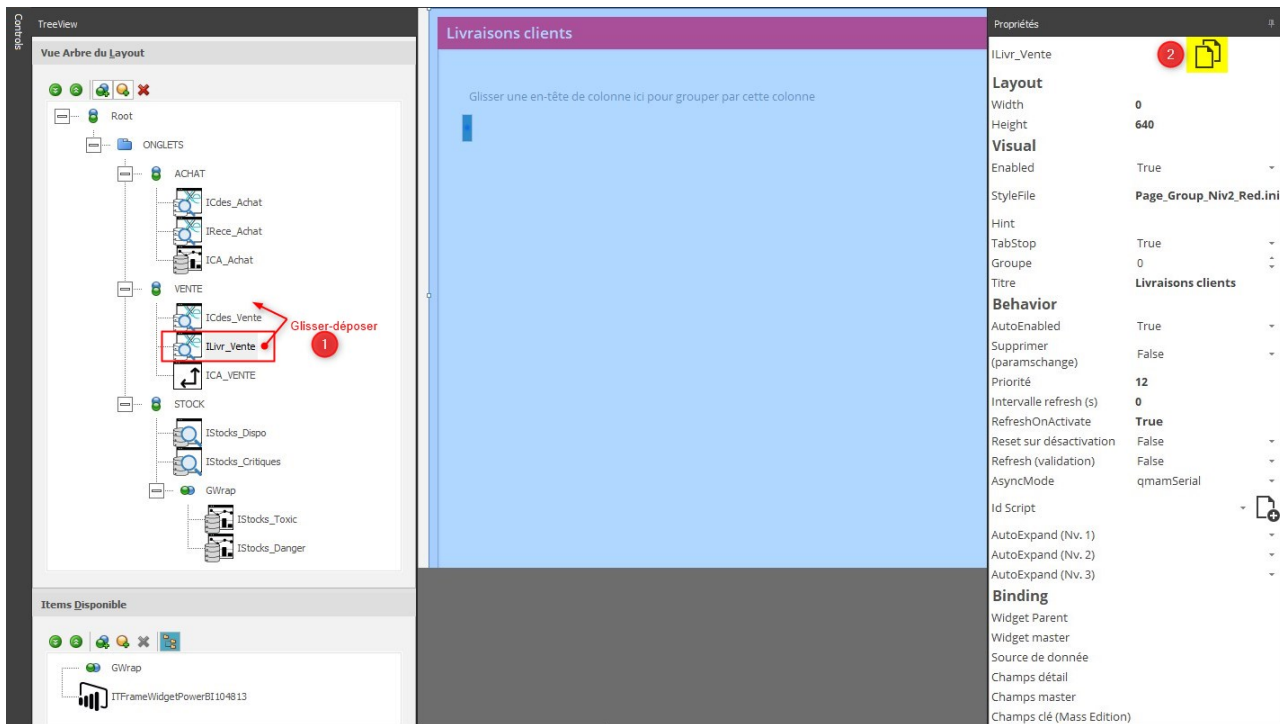 Controls
TreeView
Vue Arbre du Layout
Root
ONGLETS
ACHAT
ICdes_Achat
IRece_Achat
ICA_Achat
VENTE
ICdes_Vente
Glisser-déposer
1
ILivr_Vente
ICA_VENTE
STOCK
IStocks_Dispo
IStocks_Critiques
GWrap
IStocks_Toxic
IStocks_Danger
Items Disponible
GWrap
ITFrameWidgetPowerBI104813
Livraisons clients
Glisser une en-tête de colonne ici pour grouper par cette colonne
Propriétés
ILivr_Vente
2
Layout
Width 0
Height 640
Visual
Enabled True
StyleFile Page_Group_Niv2_Red.ini
Hint
TabStop True
Groupe 0
Titre Livraisons clients
Behavior
AutoEnabled True
Supprimer
(paramschange) False
Priorité 12
Intervalle refresh (s) 0
RefreshOnActivate True
Reset sur désactivation False
Refresh (validation) False
AsyncMode qmamSerial
Id Script
AutoExpand (Nv. 1)
AutoExpand (Nv. 2)
AutoExpand (Nv. 3)
Binding
Widget Parent
Widget master
Source de donnée
Champs détail
Champs master
Champs clé (Mass Edition)